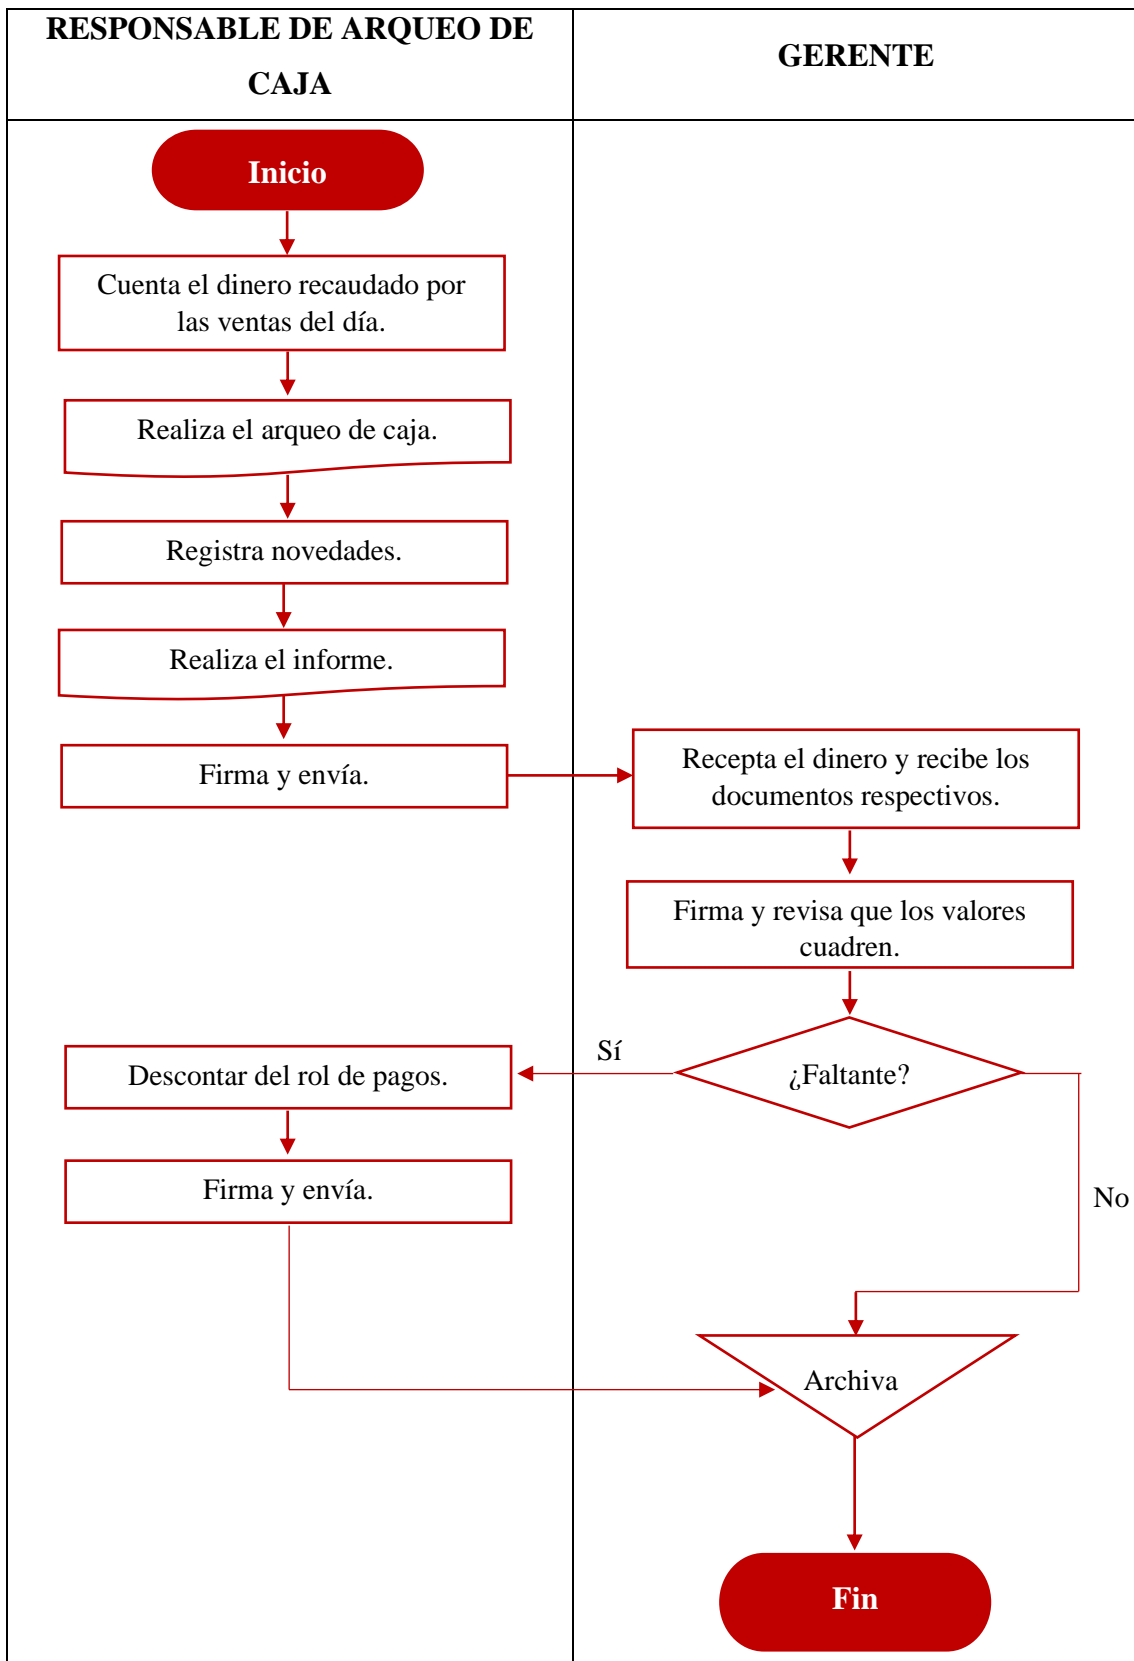 RESPONSABLE DE ARQUEO DE
CAJA
GERENTE
Inicio
Cuenta el dinero recaudado por
las ventas del día.
Realiza el arqueo de caja.
Registra novedades.
Realiza el informe.
Firma y envía.
Recepta el dinero y recibe los
documentos respectivos.
Firma y revisa que los valores
cuadren.
¿Faltante?
Sí
Descontar del rol de pagos.
Firma y envía.
No
Archiva
Fin